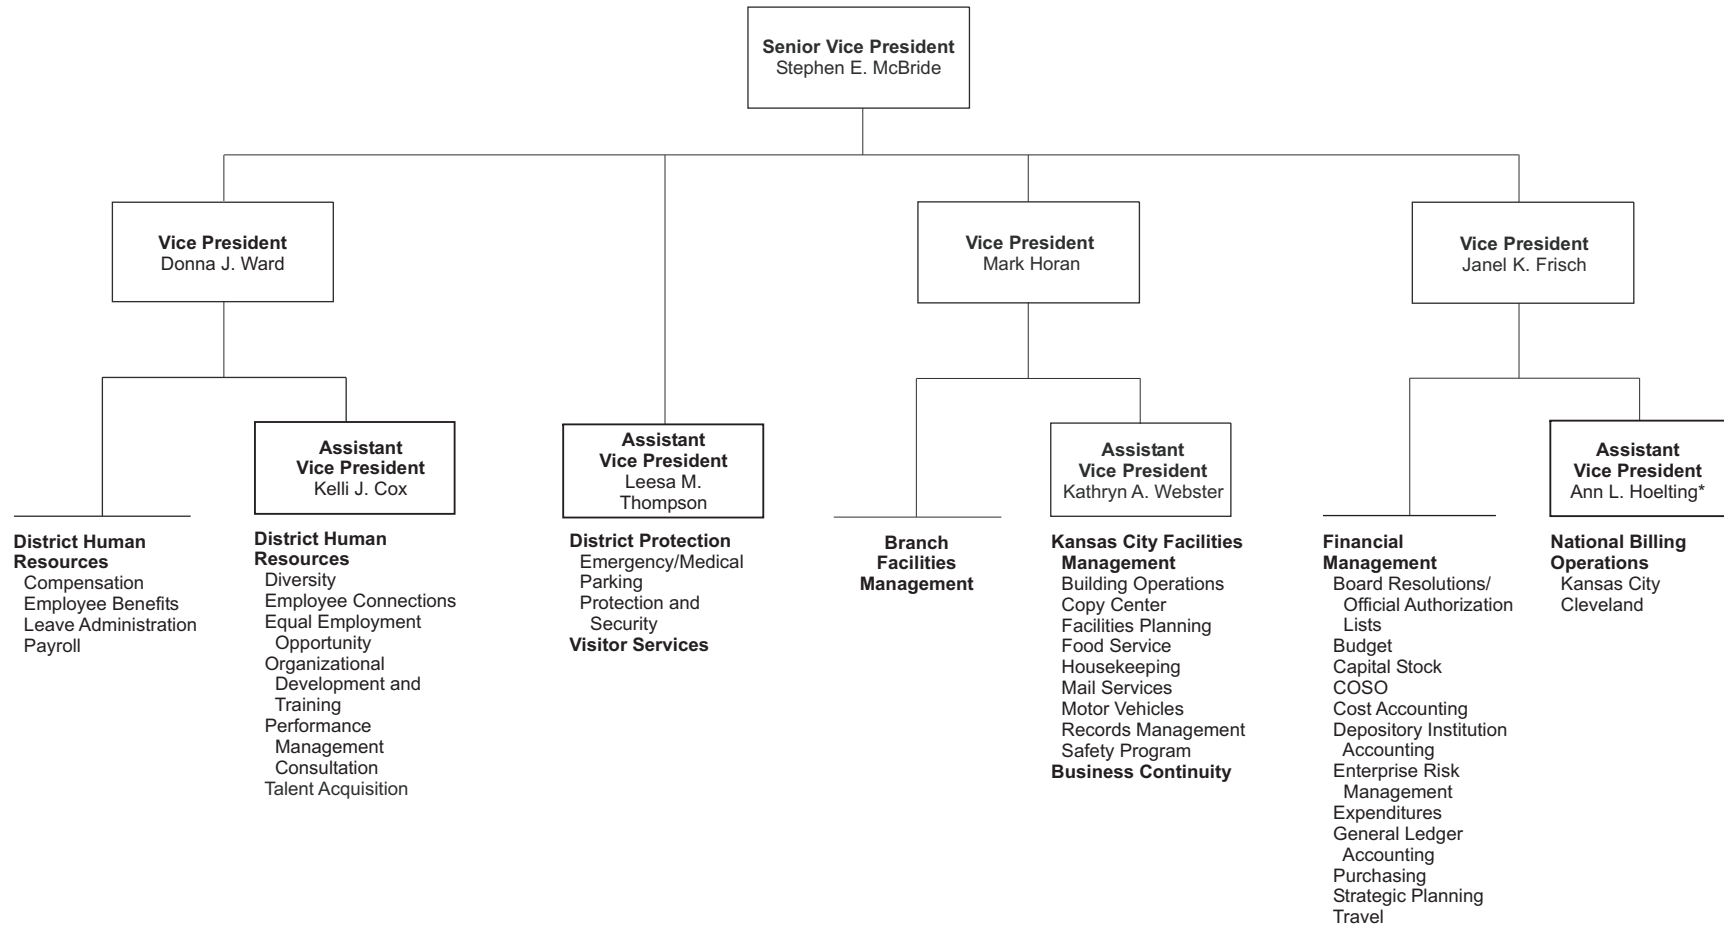 Senior Vice President
Stephen E. McBride
Vice President
Donna J. Ward
Vice President
Mark Horan
Vice President
Janel K. Frisch
Assistant
Vice President
Kelli J. Cox
Assistant
Vice President
Leesa M.
Thompson
Assistant
Vice President
Kathryn A. Webster
Assistant
Vice President
Ann L. Hoelting*
District Human
Resources
Compensation
Employee Benefits
Leave Administration
Payroll
District Human
Resources
Diversity
Employee Connections
Equal Employment
Opportunity
Organizational
Development and
Training
Performance
Management
Consultation
Talent Acquisition
District Protection
Emergency/Medical
Parking
Protection and
Security
Visitor Services
Branch
Facilities
Management
Kansas City Facilities
Management
Building Operations
Copy Center
Facilities Planning
Food Service
Housekeeping
Mail Services
Motor Vehicles
Records Management
Safety Program
Business Continuity
Financial
Management
Board Resolutions/
Official Authorization
Lists
Budget
Capital Stock
COSO
Cost Accounting
Depository Institution
Accounting
Enterprise Risk
Management
Expenditures
General Ledger
Accounting
Purchasing
Strategic Planning
Travel
National Billing
Operations
Kansas City
Cleveland